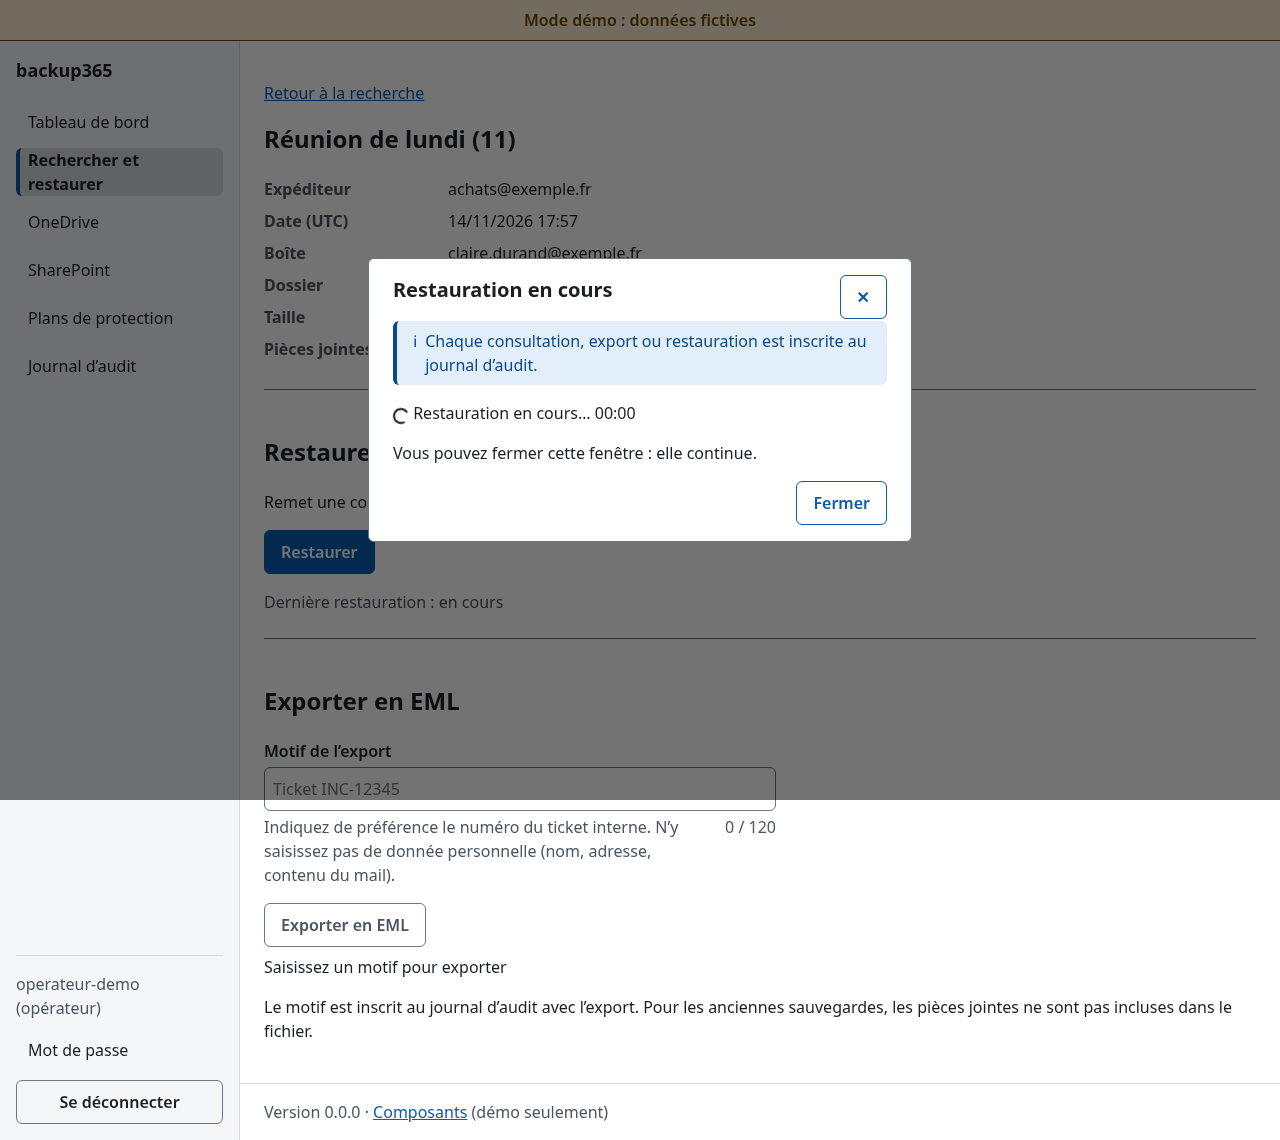 Mode démo : données fictives
backup365
Tableau de bord
Rechercher et
restaurer
OneDrive
SharePoint
Plans de protection
Journal d’audit
operateur-demo
(opérateur)
Mot de passe
Se déconnecter
Retour à la recherche
Réunion de lundi (11)
Expéditeur achats@exemple.fr
Date (UTC) 14/11/2026 17:57
Boîte claire.durand@exemple.fr
Dossier
Taille
Pièces jointes
Restauration en cours
×
i Chaque consultation, export ou restauration est inscrite au
journal d’audit.
Restauration en cours… 00:00
Vous pouvez fermer cette fenêtre : elle continue.
Fermer
Remet une co
Restaurer
Dernière restauration : en cours
Exporter en EML
Motif de l’export
Ticket INC-12345
Indiquez de préférence le numéro du ticket interne. N’y 0 / 120
saisissez pas de donnée personnelle (nom, adresse,
contenu du mail).
Exporter en EML
Saisissez un motif pour exporter
Le motif est inscrit au journal d’audit avec l’export. Pour les anciennes sauvegardes, les pièces jointes ne sont pas incluses dans le
fichier.
Version 0.0.0 · Composants (démo seulement)